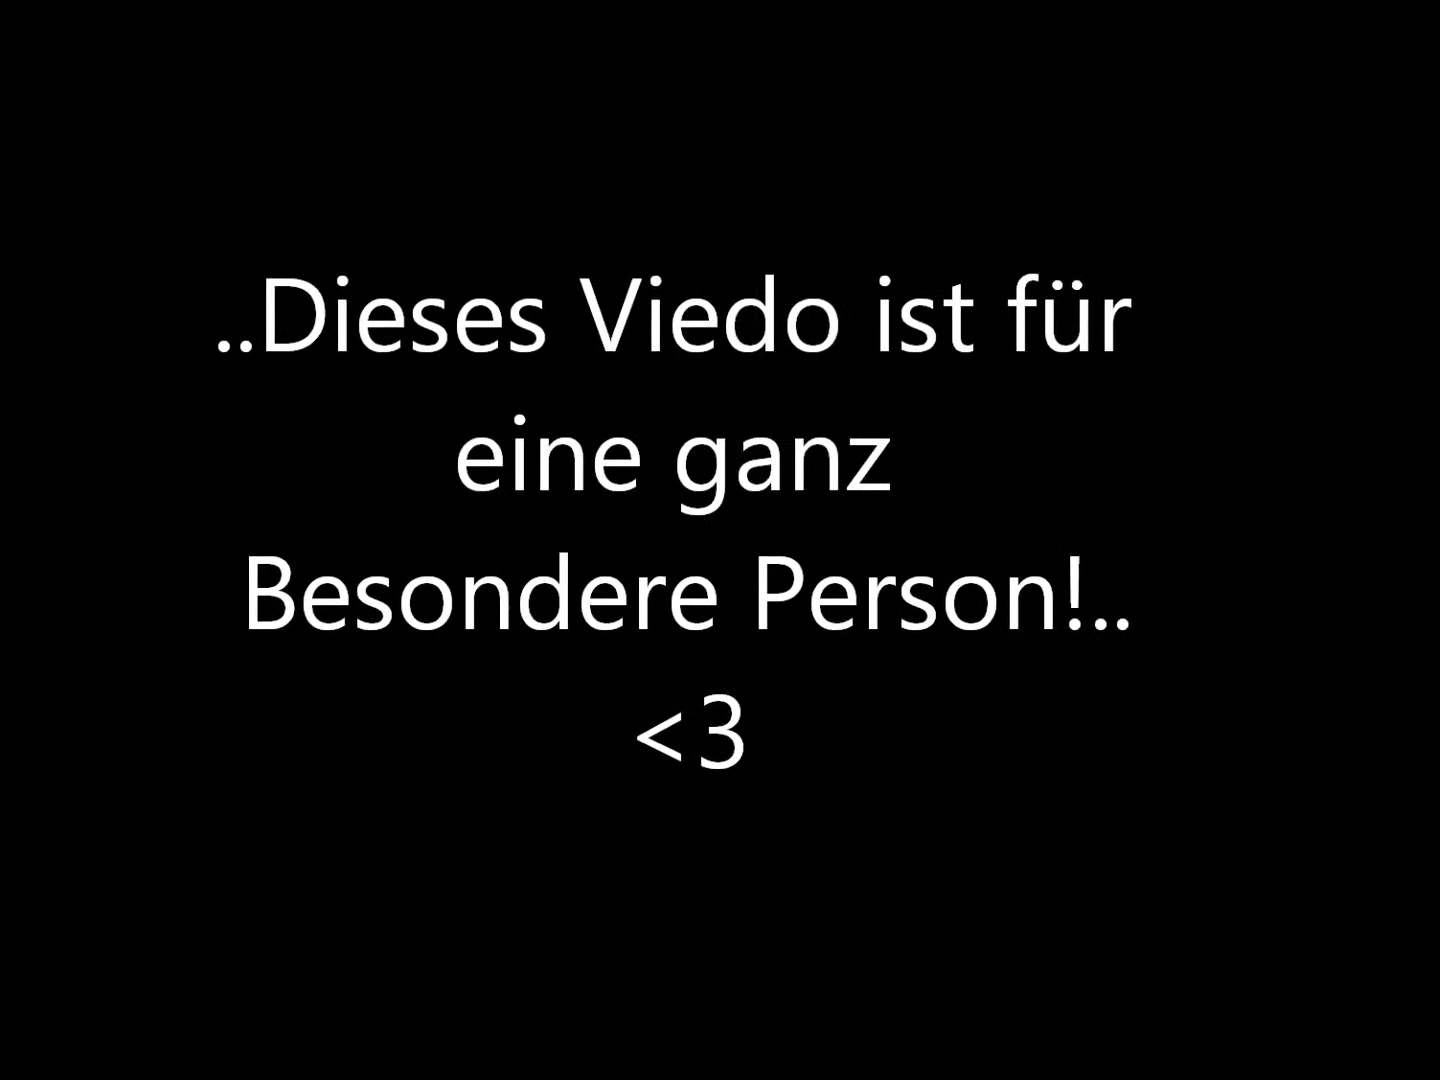 ..Dieses Viedo ist für
eine ganz
Besondere Person!..
<3